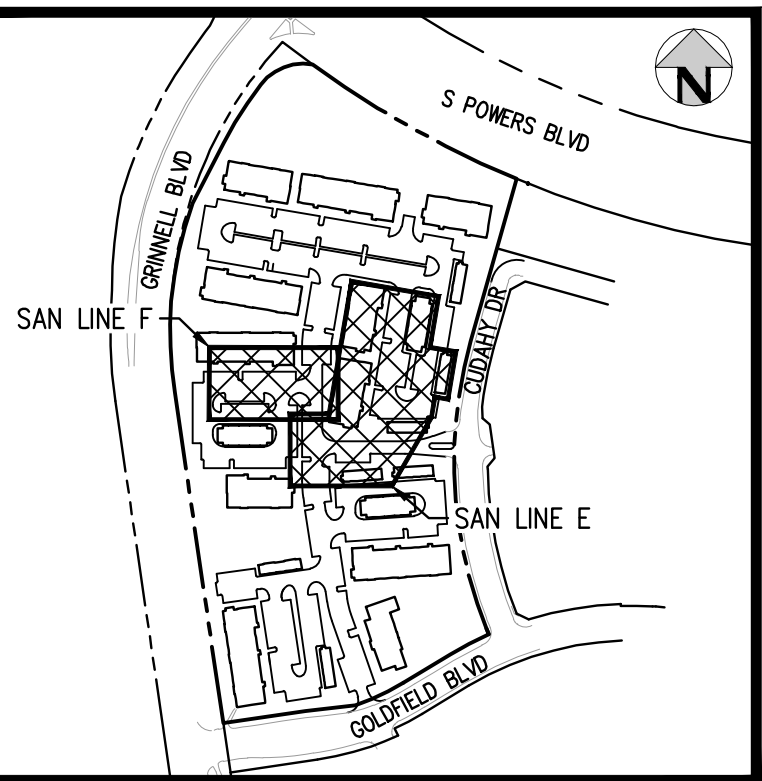 N
S POWERS BLVD
GRINNELL BLVD
SAN LINE F
CUDAHY DR
SAN LINE E
GOLDFIELD BLVD